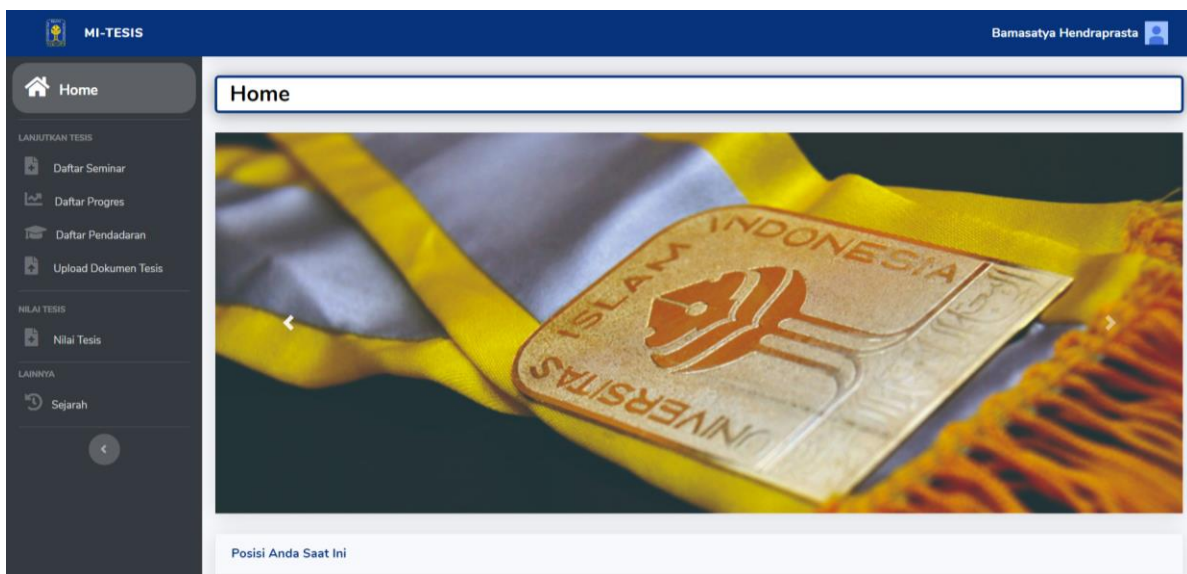 MI-TESIS
Bamasatya Hendraprasta
Home
LANJUTKAN TESIS
Daftar Seminar
Daftar Progres
Daftar Pendadaran
Upload Dokumen Tesis
NILAI TESIS
Nilai Tesis
LAINNYA
Sejarah
Home
UNIVERSITAS ISLAM INDONESIA
Posisi Anda Saat Ini